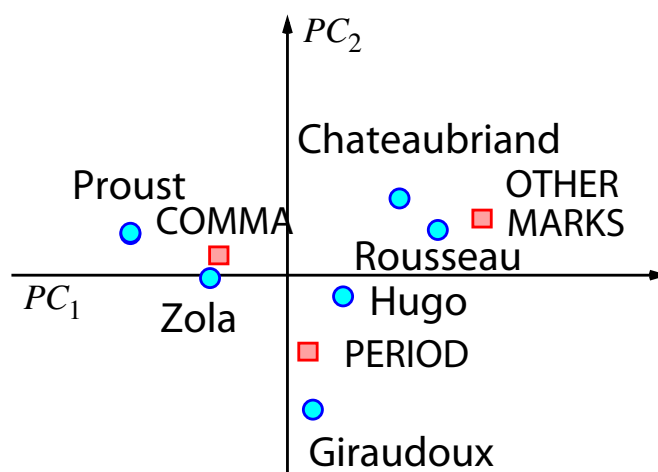 PC2
Chateaubriand
Proust
OTHER
COMMA
MARKS
Rousseau
PC1
Zola
Hugo
PERIOD
Giraudoux